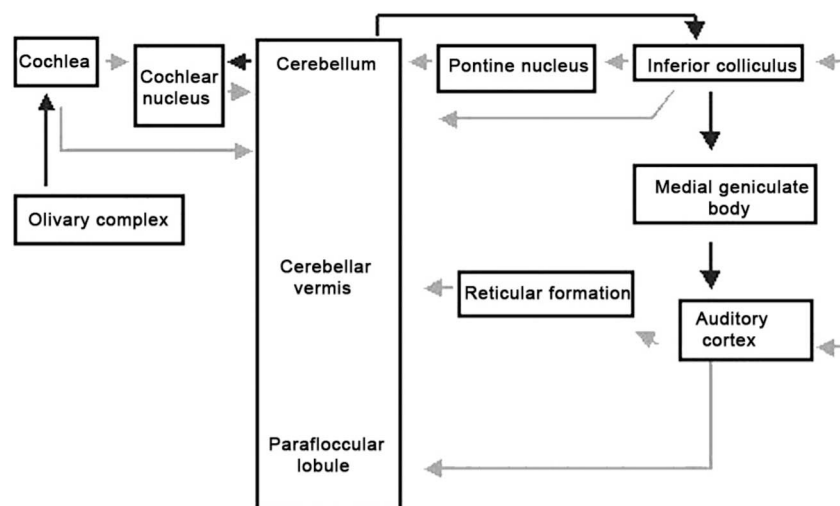 Cochlea
Cochlear
nucleus
Cerebellum
Pontine nucleus
Inferior colliculus
Medial geniculate
body
Olivary complex
Cerebellar
vermis
Reticular formation
Auditory
cortex
Parafloccular
lobule